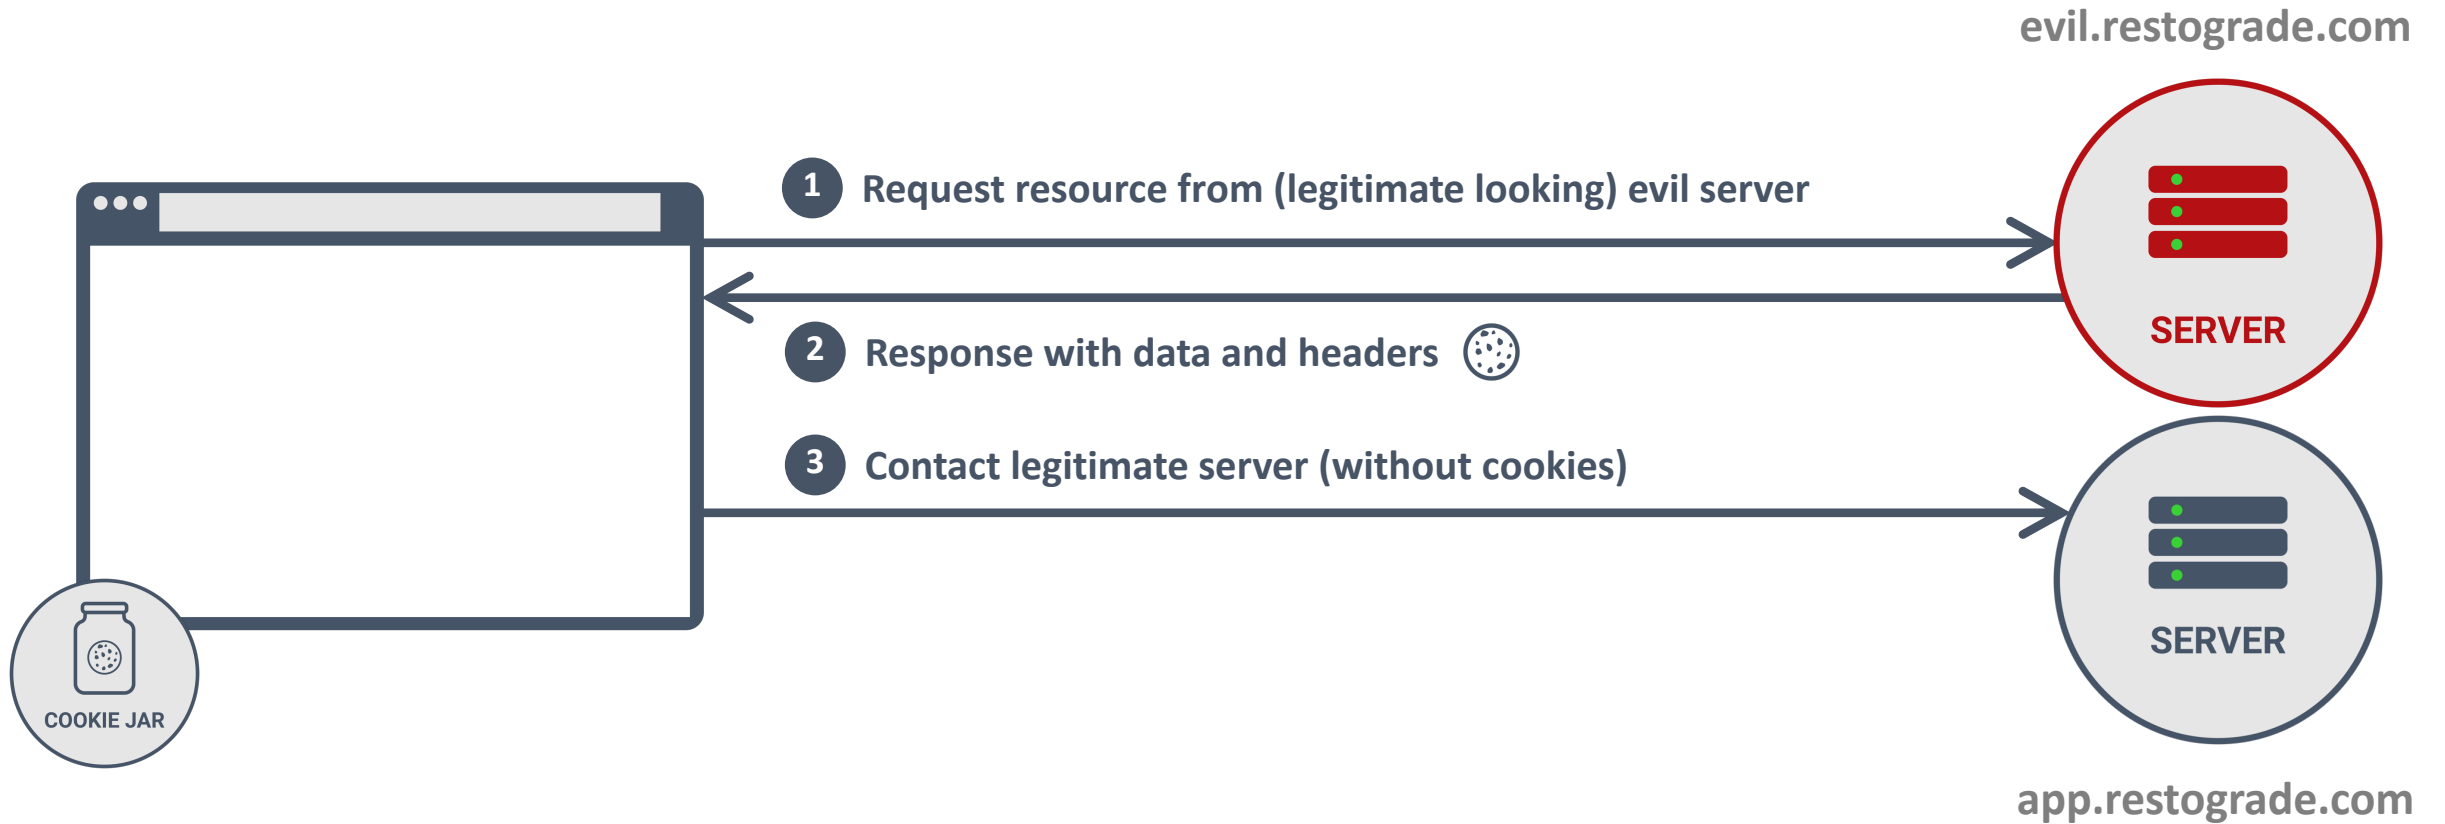 evil.restograde.com
1 Request resource from (legitimate looking) evil server
2 Response with data and headers
SERVER
3 Contact legitimate server (without cookies)
SERVER
COOKIE JAR
app.restograde.com